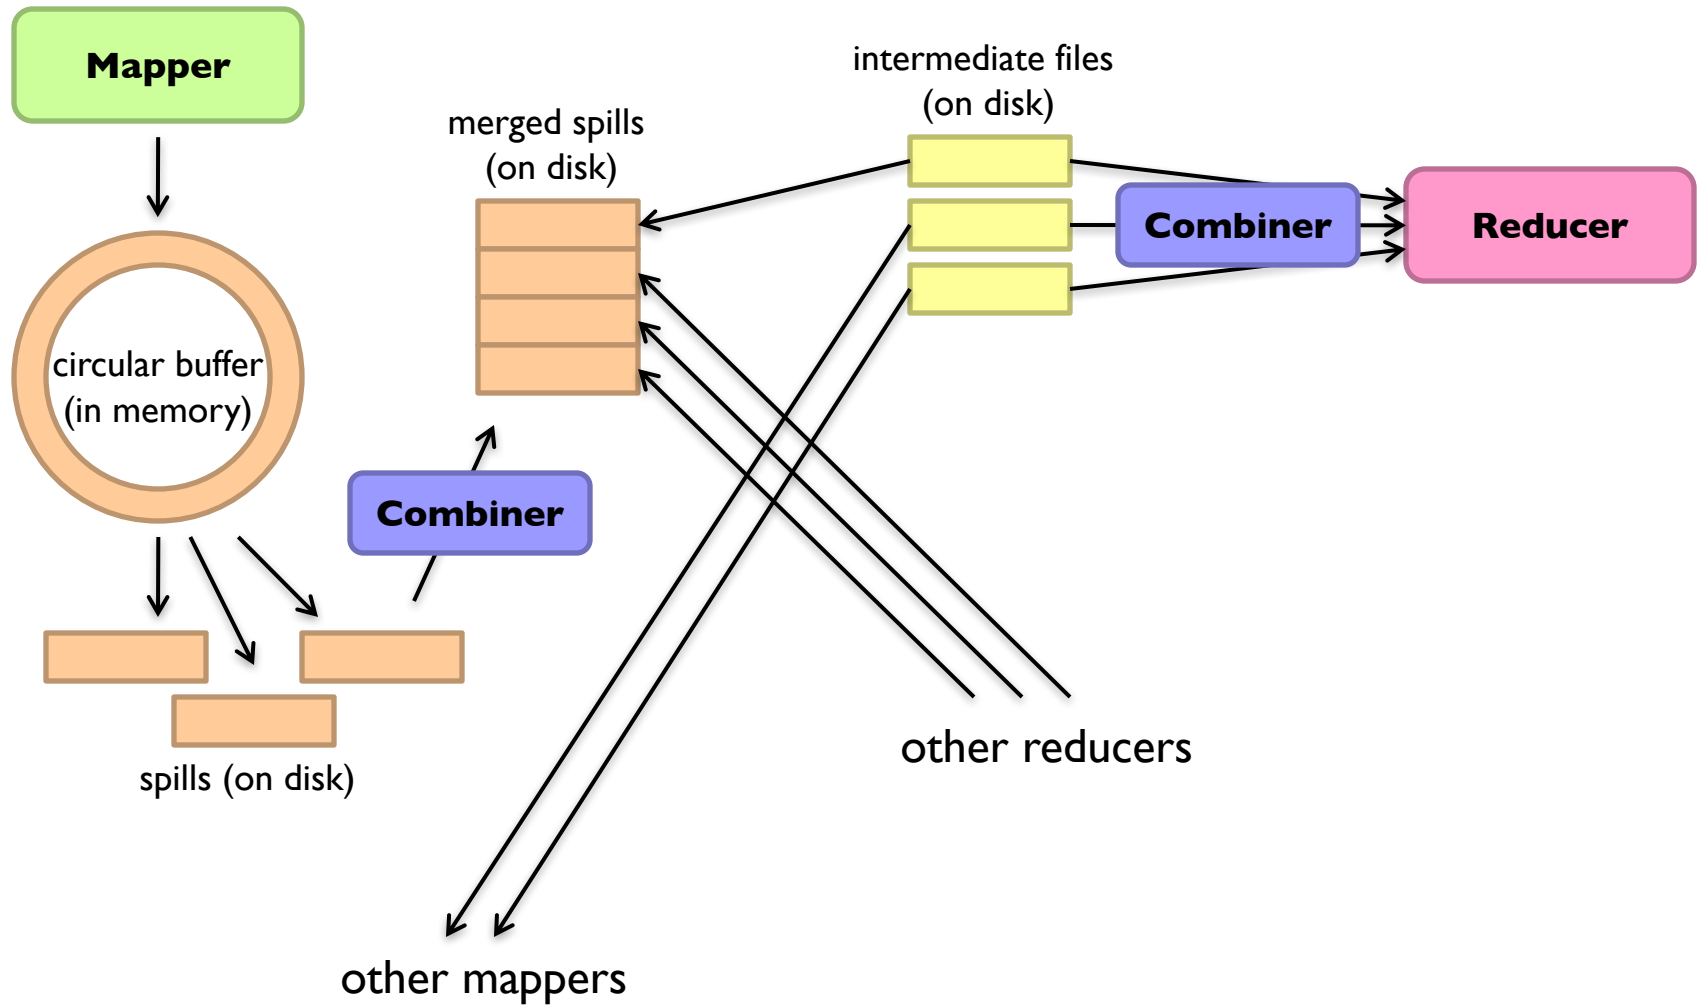 Mapper
intermediate files
(on disk)
merged spills
(on disk)
Combiner
Reducer
circular buffer
(in memory)
Combiner
other reducers
spills (on disk)
other mappers